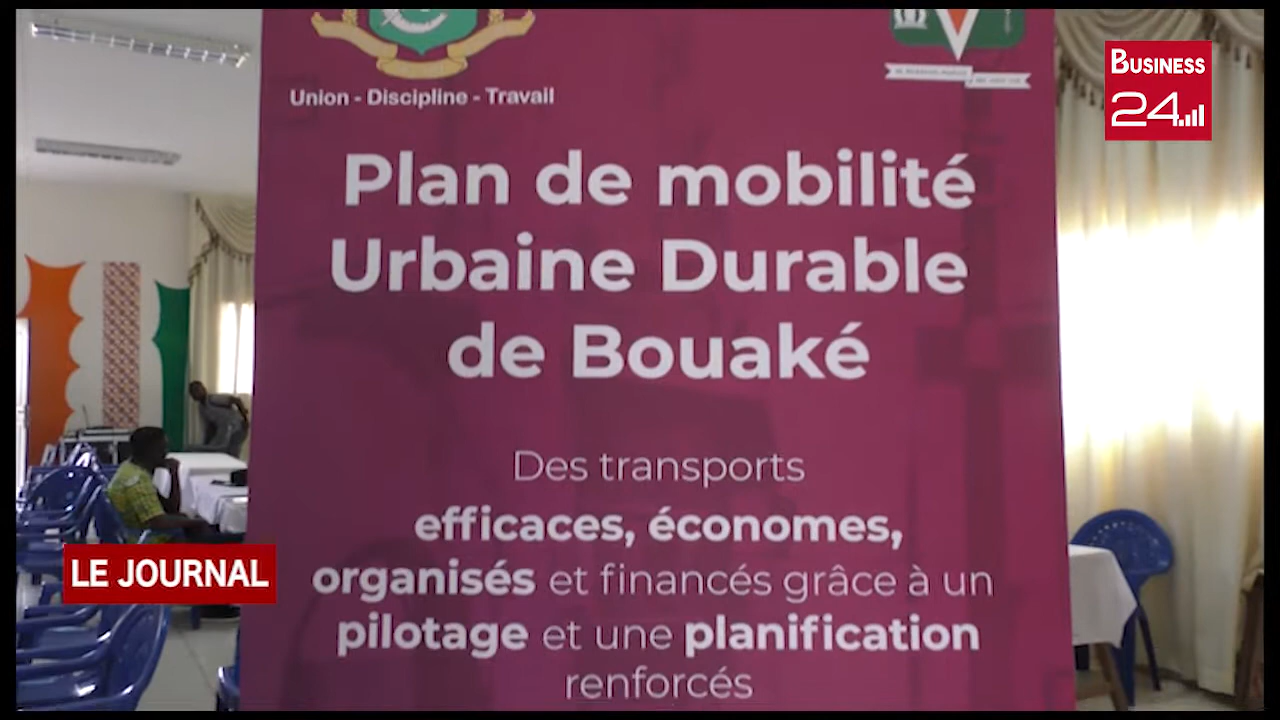 BUSINESS
24
Union - Discipline - Travail
Plan de mobilité
Urbaine Durable
de Bouaké
Des transports
efficaces, économes,
organisés et financés grâce à un
pilotage et une planification
renforcés
LE JOURNAL